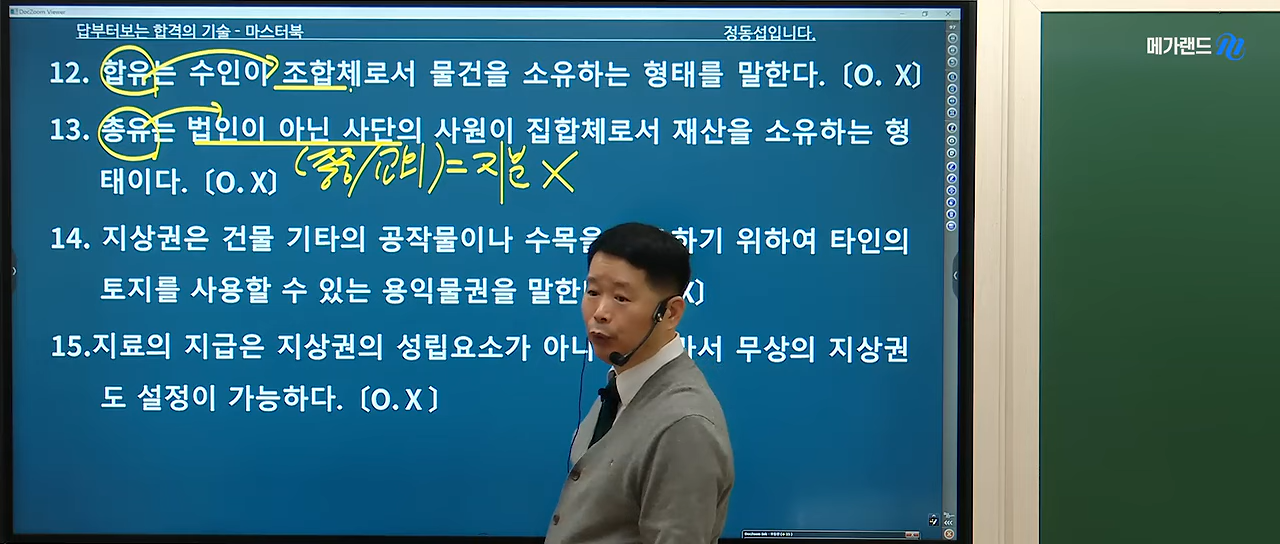 DocZoom Viewer
답부터보는 합격의 기술 - 마스터북 정동섭입니다.
메가랜드
12. 합유는 수인이 조합체로서 물건을 소유하는 형태를 말한다. (O. X)
13. 총유는 법인이 아닌 사단의 사원이 집합체로서 재산을 소유하는 형
태이다. (O. X)
(종중/교회) = 지분 X
14. 지상권은 건물 기타의 공작물이나 수목을 하기 위하여 타인의
토지를 사용할 수 있는 용익물권을 말한 X)
15.지료의 지급은 지상권의 성립요소가 아니 라서 무상의 지상권
도 설정이 가능하다. (O. X )